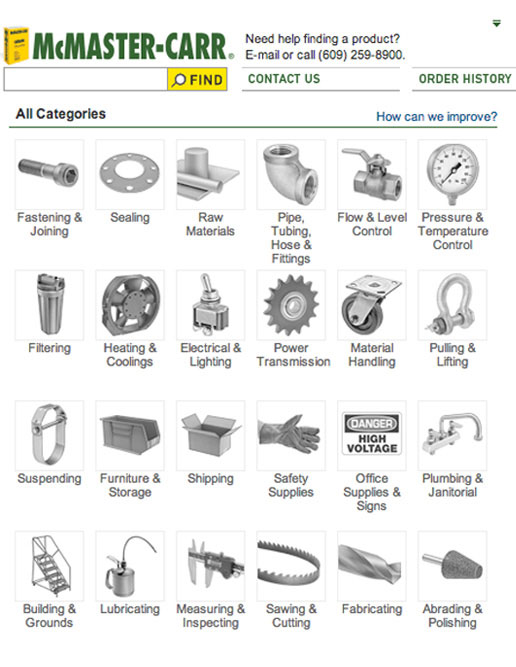 McMASTER-CARR®
Need help finding a product?
E-mail or call (609) 259-8900.
FIND
CONTACT US
ORDER HISTORY
All Categories
How can we improve?
Fastening &
Joining
Sealing
Raw
Materials
Pipe,
Tubing,
Hose &
Fittings
Flow & Level
Control
Pressure &
Temperature
Control
Filtering
Heating &
Coolings
Electrical &
Lighting
Power
Transmission
Material
Handling
Pulling &
Lifting
Suspending
Furniture &
Storage
Shipping
Safety
Supplies
DANGER
HIGH
VOLTAGE
Office
Supplies &
Signs
Plumbing &
Janitorial
Building &
Grounds
Lubricating
Measuring &
Inspecting
Sawing &
Cutting
Fabricating
Abrading &
Polishing